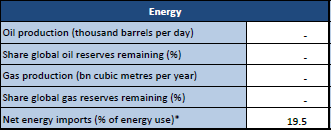 Energy
Oil production (thousand barrels per day) -
Share global oil reserves remaining (%) -
Gas production (bn cubic metres per year) -
Share global gas reserves remaining (%) -
Net energy imports (% of energy use)* 19.5